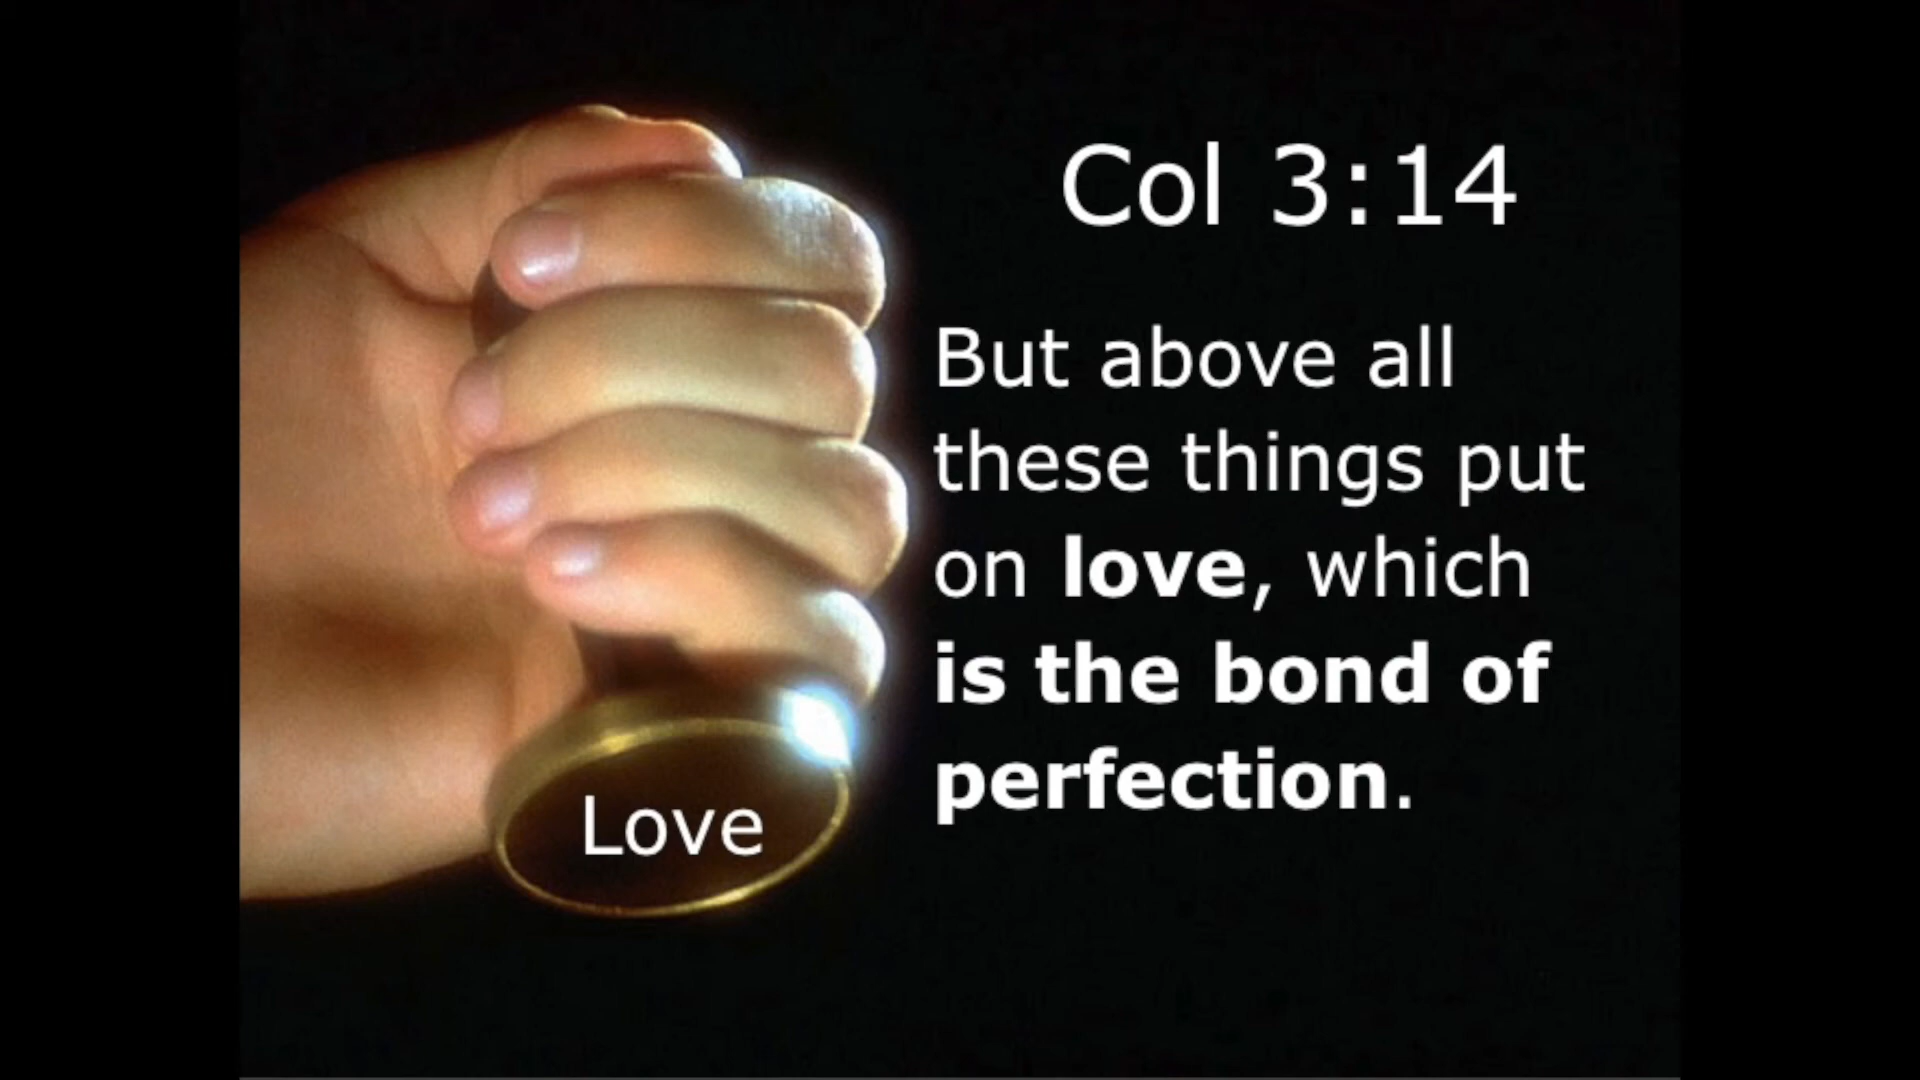 Col 3:14
But above all
these things put
on love, which
is the bond of
perfection.
Love